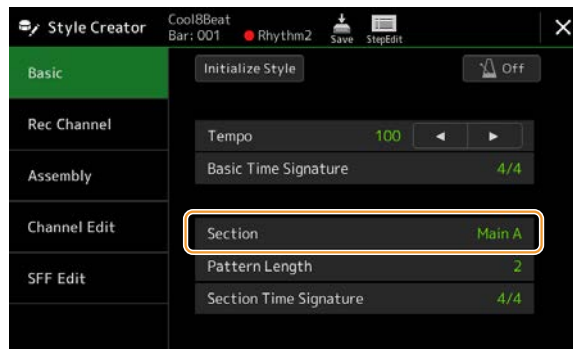 Style Creator
Cool8Beat
Bar: 001 Rhythm2
Save
StepEdit
Basic
Initialize Style
Off
Rec Channel
Tempo 100
Assembly
Basic Time Signature 4/4
Channel Edit
Section Main A
Pattern Length 2
SFF Edit
Section Time Signature 4/4